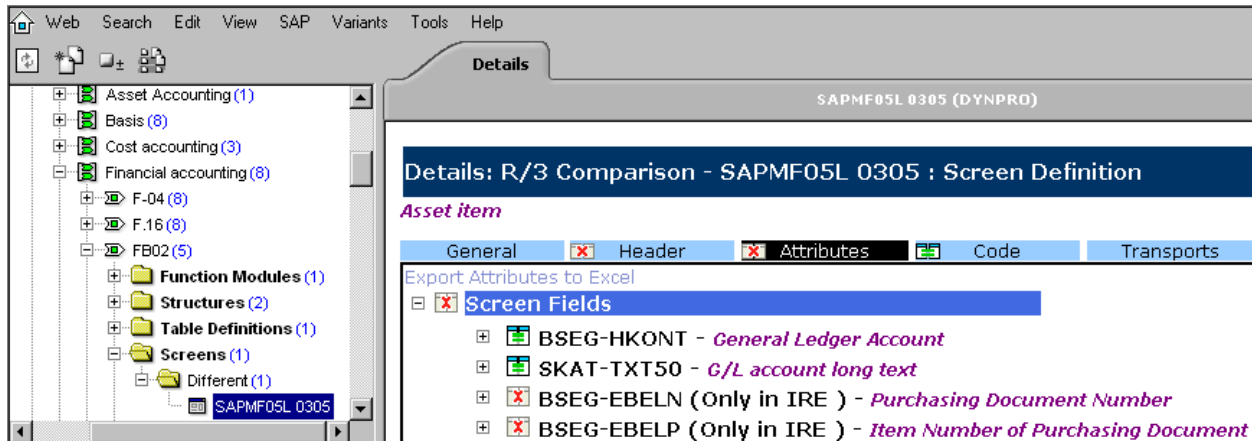 Web Search Edit View SAP Variants Tools Help
Details
SAPMF05L 0305 (DYNPRO)
Asset Accounting (1)
Basis (8)
Cost accounting (3)
Financial accounting (8)
F-04 (8)
F.16 (8)
FB02 (5)
Function Modules (1)
Structures (2)
Table Definitions (1)
Screens (1)
Different (1)
SAPMF05L 0305
Details: R/3 Comparison - SAPMF05L 0305 : Screen Definition
Asset item
General Header Attributes Code Transports
Export Attributes to Excel
Screen Fields
BSEG-HKONT - General Ledger Account
SKAT-TXT50 - G/L account long text
BSEG-EBELN (Only in IRE ) - Purchasing Document Number
BSEG-EBELP (Only in IRE ) - Item Number of Purchasing Document